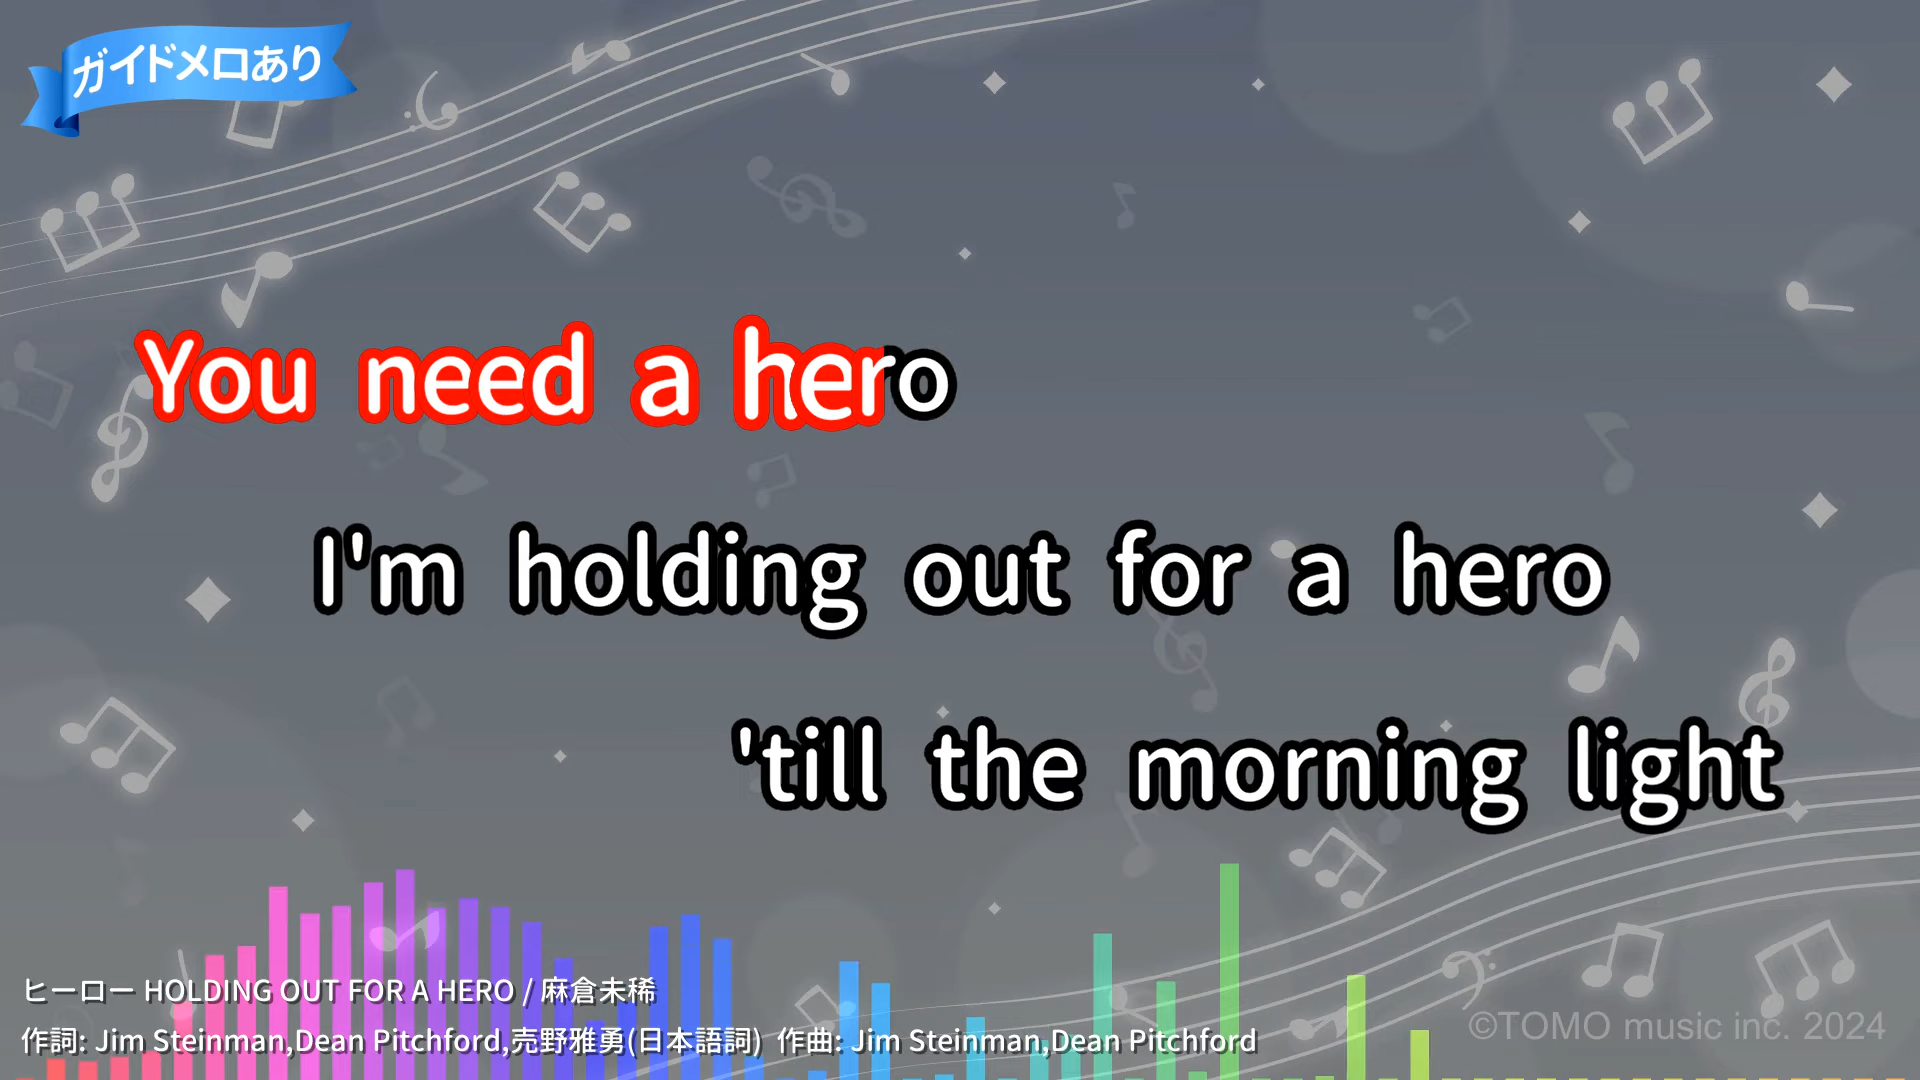 ガイドメロあり
You need a hero
I'm holding out for a hero
'till the morning light
ヒーロー HOLDING OUT FOR A HERO / 麻倉未稀
作詞: Jim Steinman,Dean Pitchford,売野雅勇(日本語詞) 作曲: Jim Steinman,Dean Pitchford
©TOMO music inc. 2024